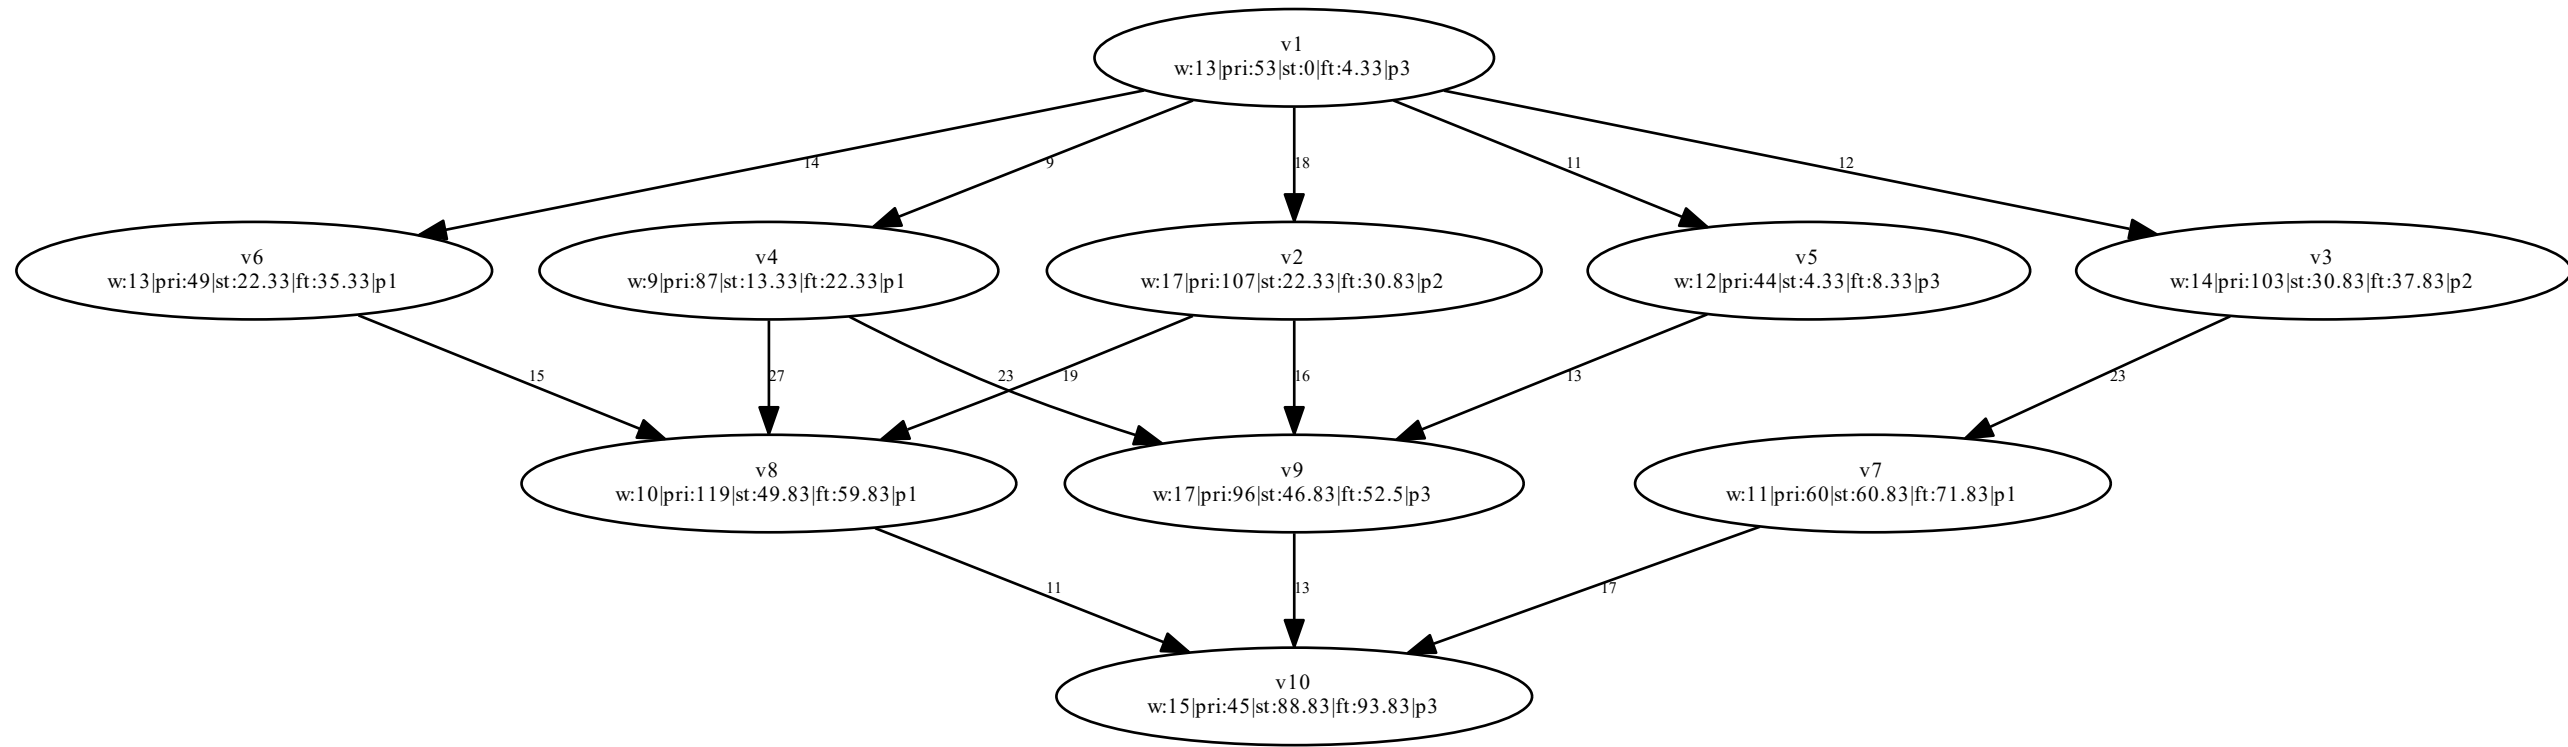 v1
w:13|pri:53|st:0|ft:4.33|p3
14
9
18
11
12
v6
w:13|pri:49|st:22.33|ft:35.33|p1
v4
w:9|pri:87|st:13.33|ft:22.33|p1
v2
w:17|pri:107|st:22.33|ft:30.83|p2
v5
w:12|pri:44|st:4.33|ft:8.33|p3
v3
w:14|pri:103|st:30.83|ft:37.83|p2
15
27
23
19
16
13
23
v8
w:10|pri:119|st:49.83|ft:59.83|p1
v9
w:17|pri:96|st:46.83|ft:52.5|p3
v7
w:11|pri:60|st:60.83|ft:71.83|p1
11
13
17
v10
w:15|pri:45|st:88.83|ft:93.83|p3